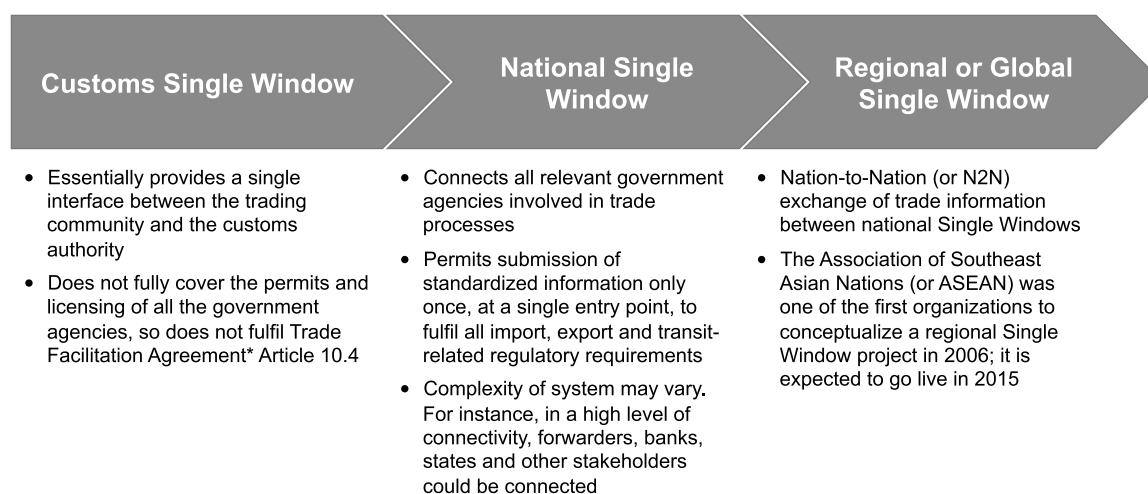 Customs Single Window
National Single
Window
Regional or Global
Single Window
• Essentially provides a single
interface between the trading
community and the customs
authority
• Does not fully cover the permits and
licensing of all the government
agencies, so does not fulfil Trade
Facilitation Agreement* Article 10.4
• Connects all relevant government
agencies involved in trade
processes
• Permits submission of
standardized information only
once, at a single entry point, to
fulfil all import, export and transit-
related regulatory requirements
• Complexity of system may vary.
For instance, in a high level of
connectivity, forwarders, banks,
states and other stakeholders
could be connected
• Nation-to-Nation (or N2N)
exchange of trade information
between national Single Windows
• The Association of Southeast
Asian Nations (or ASEAN) was
one of the first organizations to
conceptualize a regional Single
Window project in 2006; it is
expected to go live in 2015